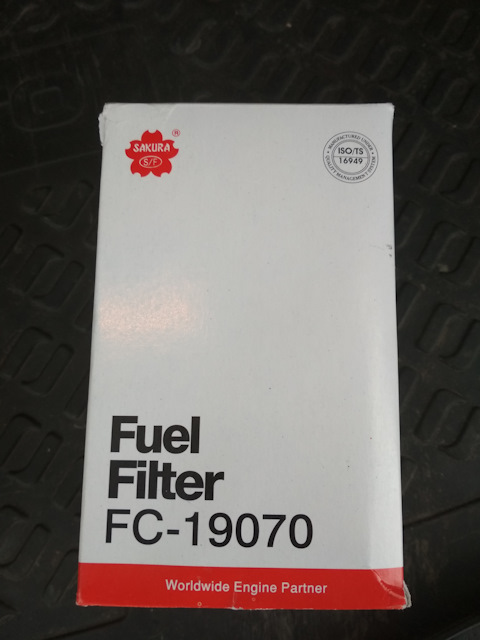 SAKURA
®
S/F
MANUFACTURED UNDER
ISO/TS
16949
QUALITY MANAGEMENT SYSTEM
Fuel
Filter
FC-19070
Worldwide Engine Partner